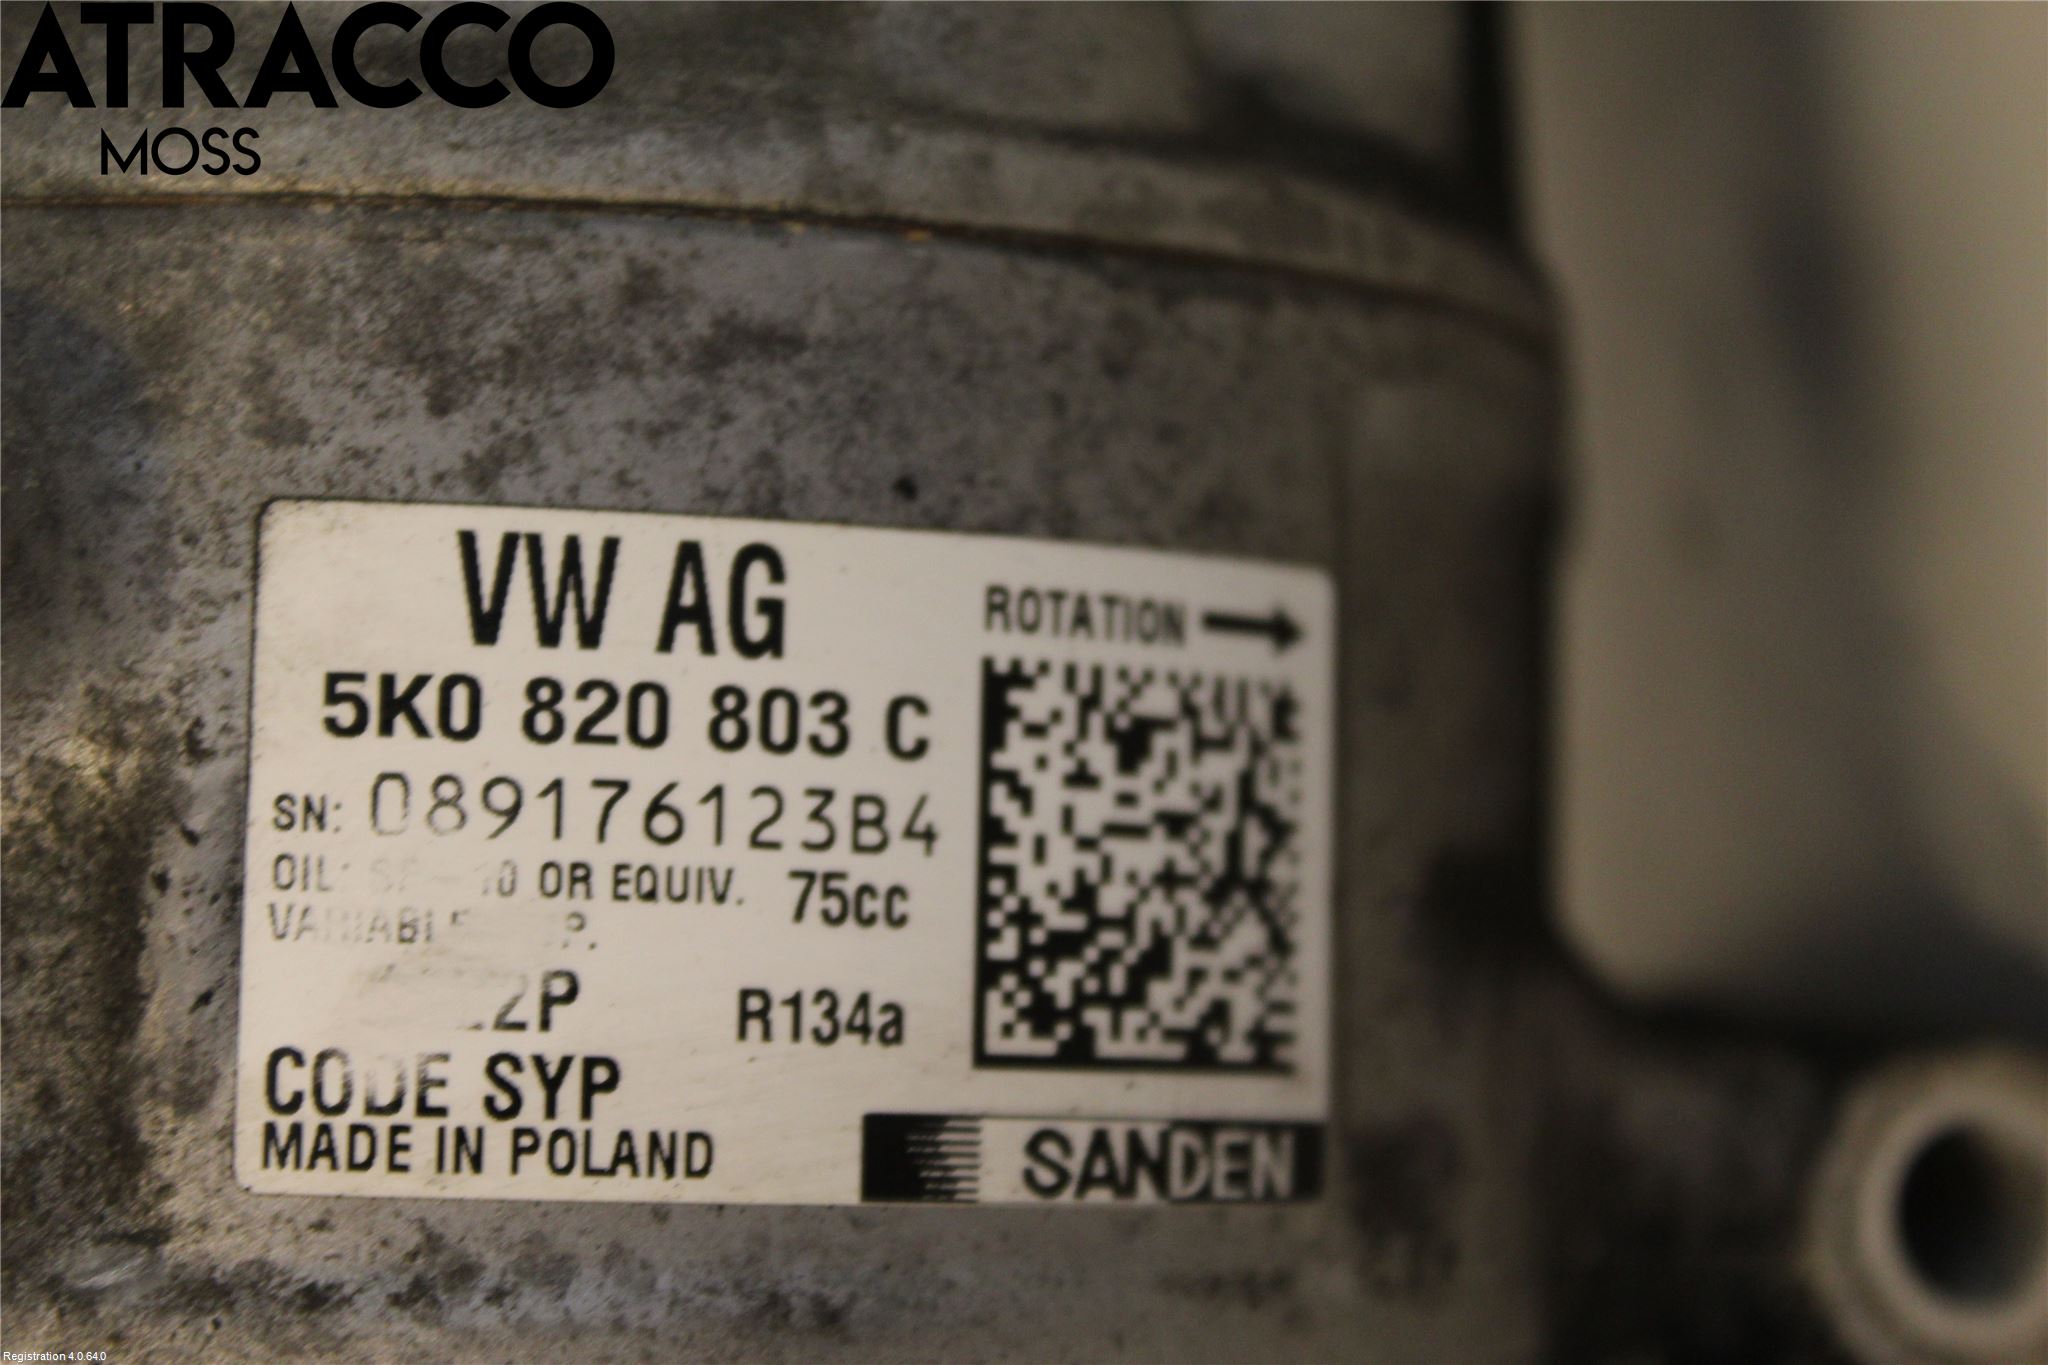 ATRACCO
MOSS
VW AG
ROTATION
5K0 820 803 C
SN: 089176123B4
OIL: OR EQUIV. 75cc
R134a
CODE SYP
MADE IN POLAND
SANDEN
Registration 4.0.64.0